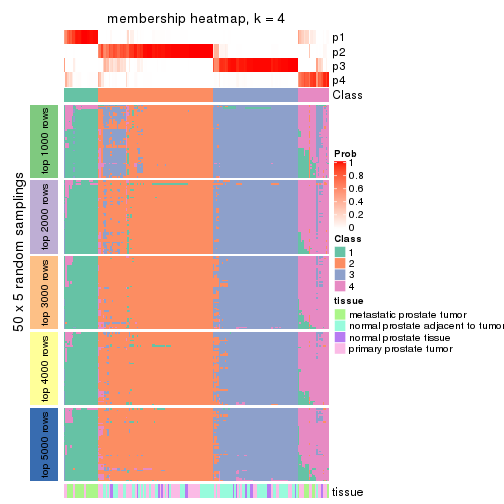 membership heatmap, k = 4
p1
p2
p3
p4
Class
50 x 5 random samplings
top 1000 rows
top 2000 rows
top 3000 rows
top 4000 rows
top 5000 rows
Prob
1
0.8
0.6
0.4
0.2
0
Class
1
2
3
4
tissue
metastatic prostate tumor
normal prostate adjacent to tumor
normal prostate tissue
primary prostate tumor
tissue